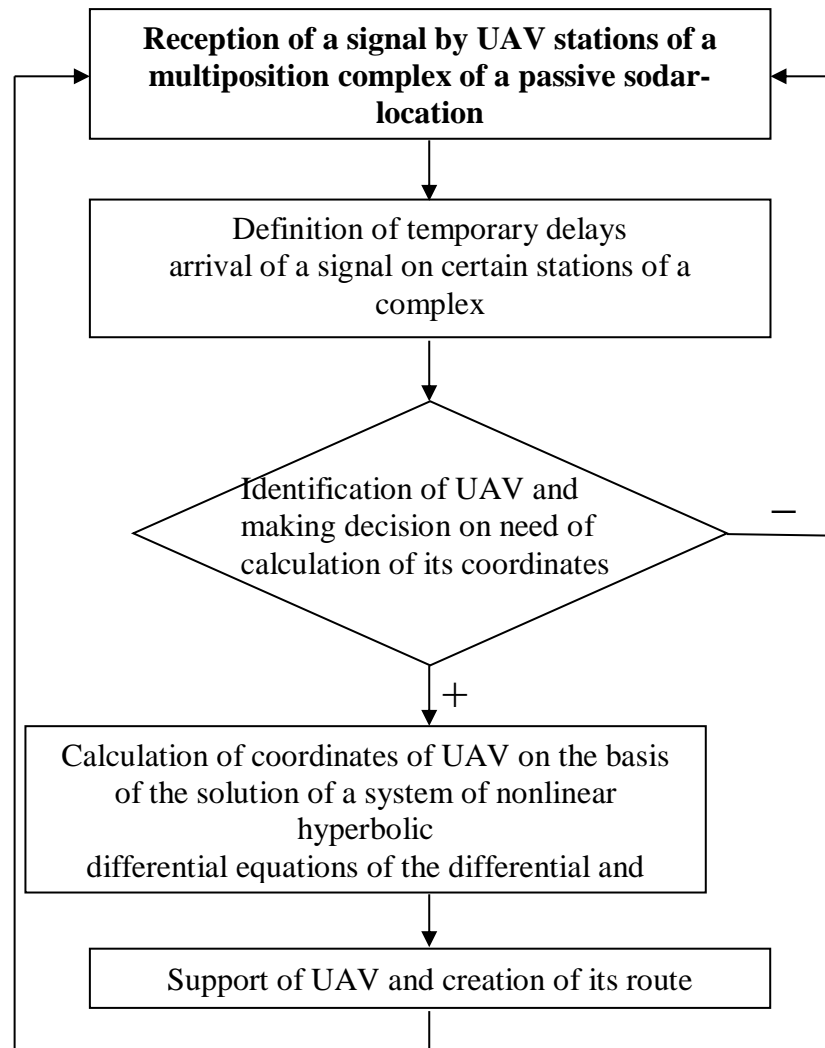 Reception of a signal by UAV stations of a
multiposition complex of a passive sodar-
location
Definition of temporary delays
arrival of a signal on certain stations of a
complex
Identification of UAV and
making decision on need of
calculation of its coordinates
–
+
Calculation of coordinates of UAV on the basis
of the solution of a system of nonlinear
hyperbolic
differential equations of the differential and
Support of UAV and creation of its route